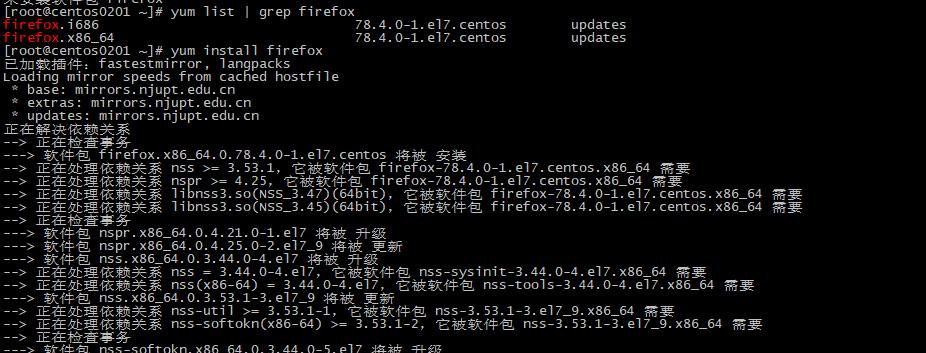 未安装软件包 firefox
[root@centos0201 ~]# yum list | grep firefox
firefox.i686 78.4.0-1.el7.centos updates
firefox.x86_64 78.4.0-1.el7.centos updates
[root@centos0201 ~]# yum install firefox
已加载插件：fastestmirror, langpacks
Loading mirror speeds from cached hostfile
 * base: mirrors.njupt.edu.cn
 * extras: mirrors.njupt.edu.cn
 * updates: mirrors.njupt.edu.cn
正在解决依赖关系
--> 正在检查事务
---> 软件包 firefox.x86_64.0.78.4.0-1.el7.centos 将被 安装
--> 正在处理依赖关系 nss >= 3.53.1，它被软件包 firefox-78.4.0-1.el7.centos.x86_64 需要
--> 正在处理依赖关系 nspr >= 4.25，它被软件包 firefox-78.4.0-1.el7.centos.x86_64 需要
--> 正在处理依赖关系 libnss3.so(NSS_3.47)(64bit)，它被软件包 firefox-78.4.0-1.el7.centos.x86_64 需要
--> 正在处理依赖关系 libnss3.so(NSS_3.45)(64bit)，它被软件包 firefox-78.4.0-1.el7.centos.x86_64 需要
--> 正在检查事务
---> 软件包 nspr.x86_64.0.4.21.0-1.el7 将被 升级
---> 软件包 nspr.x86_64.0.4.25.0-2.el7_9 将被 更新
---> 软件包 nss.x86_64.0.3.44.0-4.el7 将被 升级
--> 正在处理依赖关系 nss = 3.44.0-4.el7，它被软件包 nss-sysinit-3.44.0-4.el7.x86_64 需要
--> 正在处理依赖关系 nss(x86-64) = 3.44.0-4.el7，它被软件包 nss-tools-3.44.0-4.el7.x86_64 需要
---> 软件包 nss.x86_64.0.3.53.1-3.el7_9 将被 更新
--> 正在处理依赖关系 nss-util >= 3.53.1-1，它被软件包 nss-3.53.1-3.el7_9.x86_64 需要
--> 正在处理依赖关系 nss-softokn(x86-64) >= 3.53.1-2，它被软件包 nss-3.53.1-3.el7_9.x86_64 需要
--> 正在检查事务
---> 软件包 nss-softokn.x86_64.0.3.44.0-5.el7 将被 升级